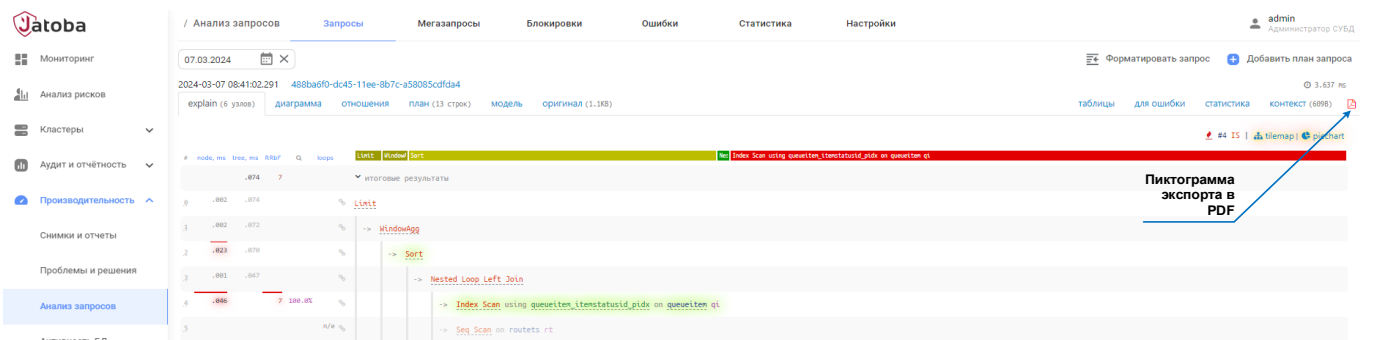 Jatoba
Мониторинг
Анализ рисков
Кластеры
Аудит и отчётность
Производительность
Снимки и отчеты
Проблемы и решения
Анализ запросов
/ Анализ запросов Запросы Мегазапросы Блокировки Ошибки Статистика Настройки
admin
Администратор СУБД
07.03.2024
Форматировать запрос Добавить план запроса
2024-03-07 08:41:02.291 488ba6f0-dc45-11ee-8b7c-a58085cdfda4 3.637 ms
explain (6 узлов) диаграмма отношения план (13 строк) модель оригинал (1.1KB) таблицы для ошибки статистика контекст (609B)
#4 IS | tilemap | piechart
# node, ms tree, ms RRbF loops Limit Window Sort Nes Index Scan using queueitem_itemstatusid_pidx on queueitem qi
.074 7 итоговые результаты
0 .002 .074 Limit
1 .002 .072 -> WindowAgg
2 .023 .070 -> Sort
3 .001 .047 -> Nested Loop Left Join
4 .046 7 100.0% -> Index Scan using queueitem_itemstatusid_pidx on queueitem qi
5 n/e -> Seq Scan on routets rt
Пиктограмма
экспорта в
PDF